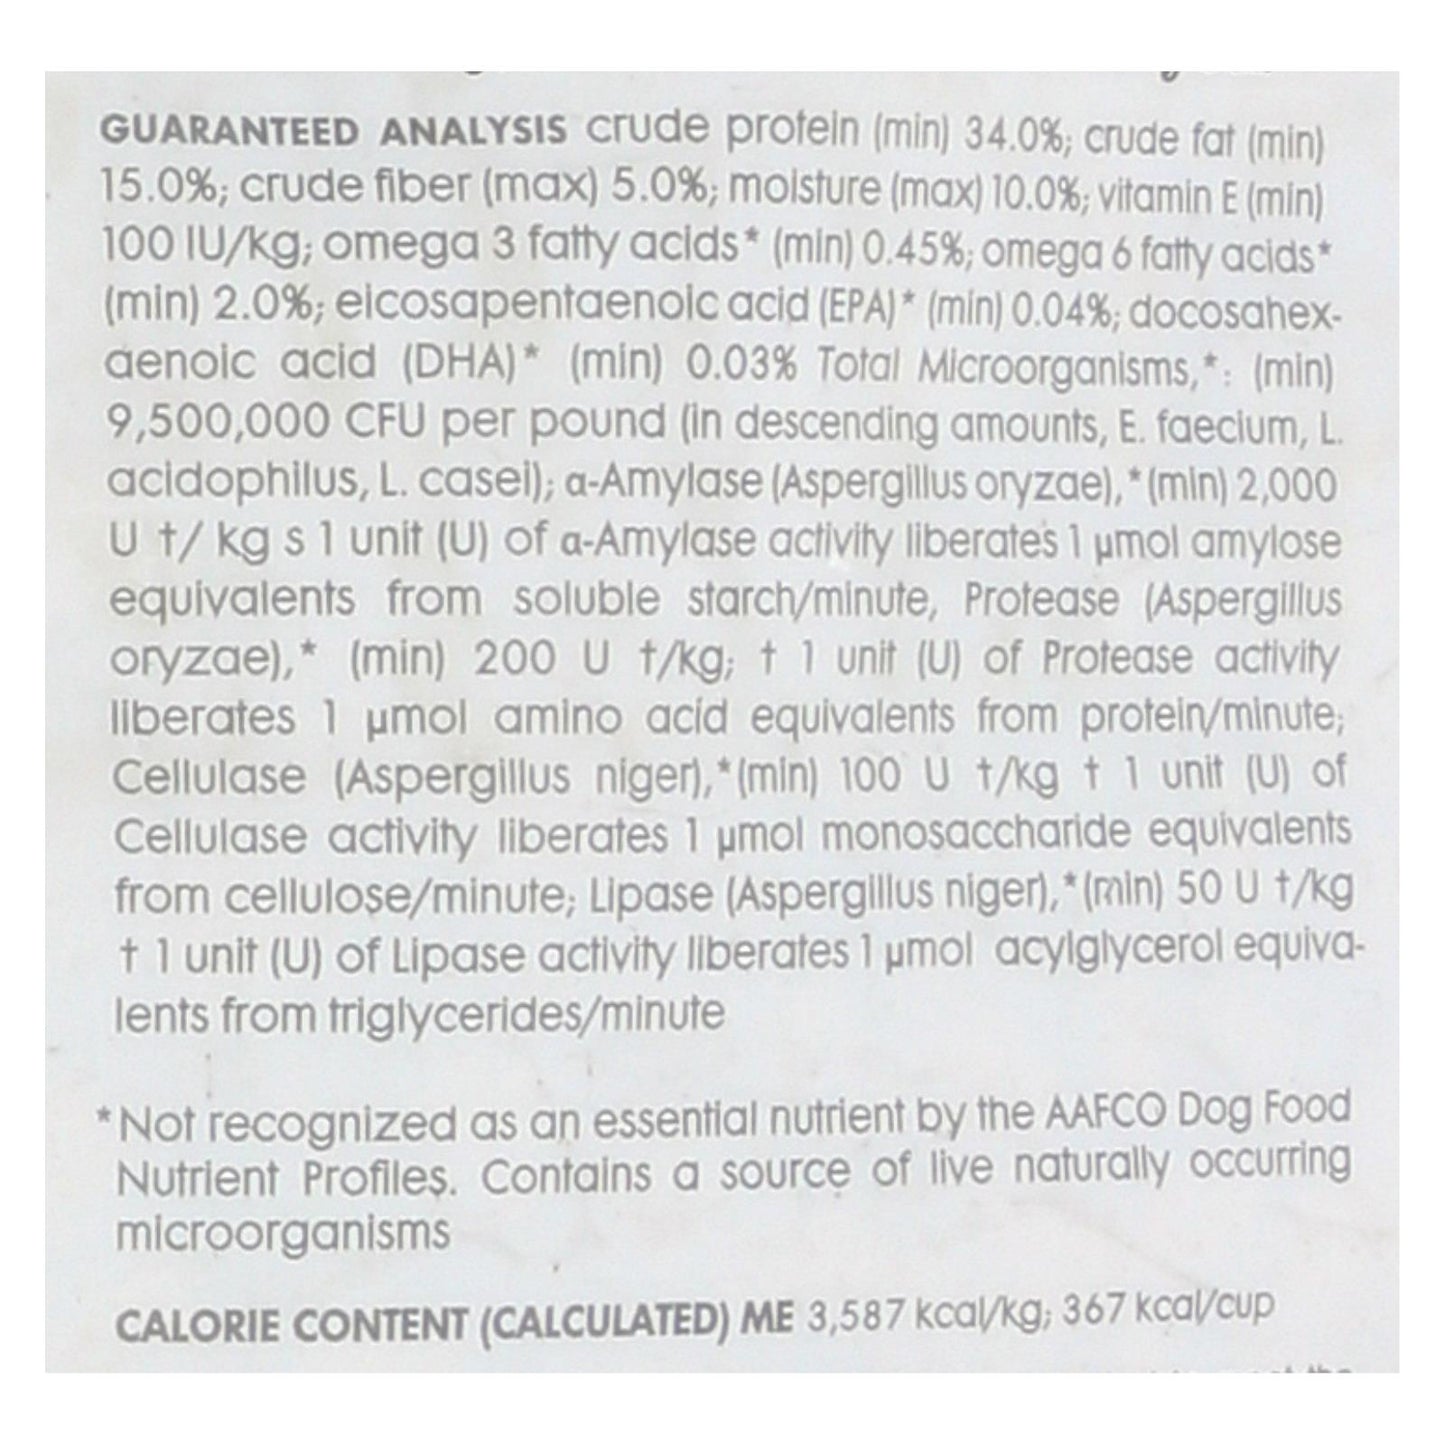 GUARANTEED ANALYSIS crude protein (min) 34.0%; crude fat (min)
15.0%; crude fiber (max) 5.0%; moisture (max) 10.0%; vitamin E (min)
100 IU/kg; omega 3 fatty acids* (min) 0.45%; omega 6 fatty acids*
(min) 2.0%; eicosapentaenoic acid (EPA)* (min) 0.04%; docosahex-
aenoic acid (DHA)* (min) 0.03% Total Microorganisms,*: (min)
9,500,000 CFU per pound (in descending amounts, E. faecium, L.
acidophilus, L. casei); α-Amylase (Aspergillus oryzae),* (min) 2,000
U †/ kg s 1 unit (U) of α-Amylase activity liberates 1 µmol amylose
equivalents from soluble starch/minute, Protease (Aspergillus
oryzae),* (min) 200 U †/kg; † 1 unit (U) of Protease activity
liberates 1 µmol amino acid equivalents from protein/minute;
Cellulase (Aspergillus niger),*(min) 100 U †/kg † 1 unit (U) of
Cellulase activity liberates 1 µmol monosaccharide equivalents
from cellulose/minute; Lipase (Aspergillus niger),*(min) 50 U †/kg
† 1 unit (U) of Lipase activity liberates 1 µmol acylglycerol equiva-
lents from triglycerides/minute
*Not recognized as an essential nutrient by the AAFCO Dog Food
Nutrient Profiles. Contains a source of live naturally occurring
microorganisms
CALORIE CONTENT (CALCULATED) ME 3,587 kcal/kg; 367 kcal/cup